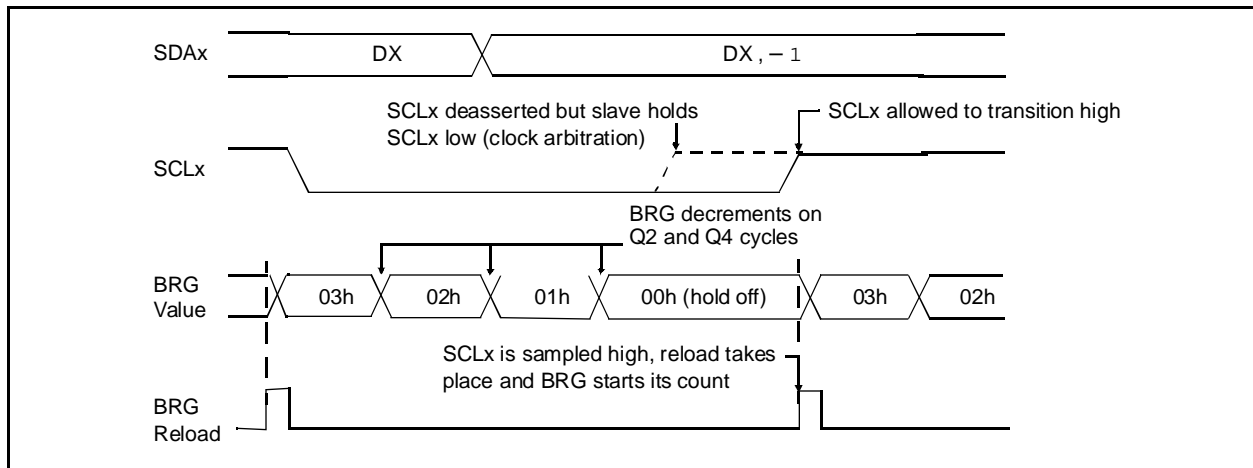 SDAx
DX
DX, – 1
SCLx deasserted but slave holds
SCLx low (clock arbitration)
SCLx allowed to transition high
SCLx
BRG decrements on
Q2 and Q4 cycles
BRG
Value
03h
02h
01h
00h (hold off)
03h
02h
SCLx is sampled high, reload takes
place and BRG starts its count
BRG
Reload